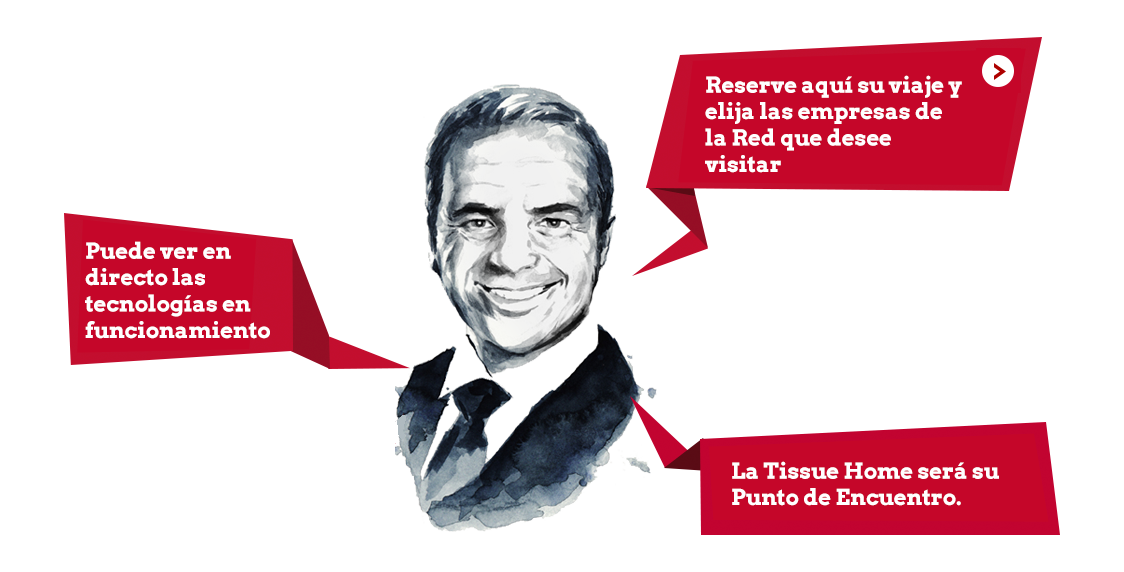 Reserve aquí su viaje y
elija las empresas de
la Red que desee
visitar
Puede ver en
directo las
tecnologías en
funcionamiento
La Tissue Home será su
Punto de Encuentro.